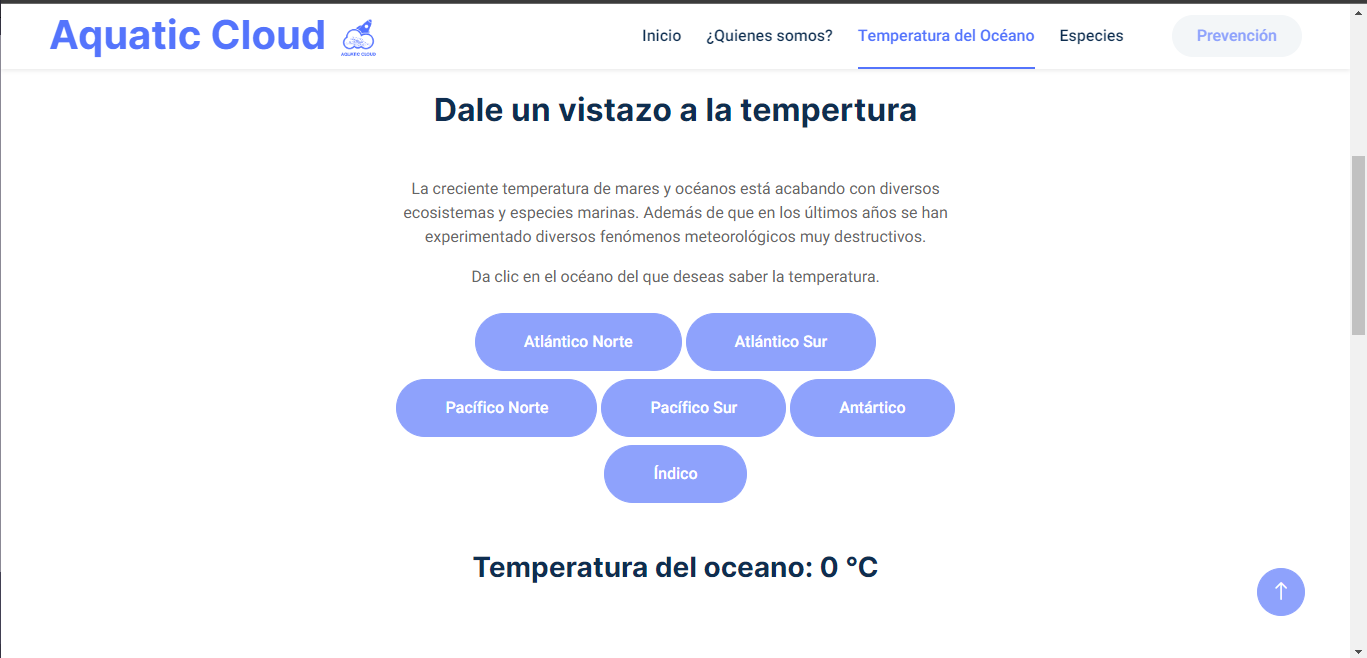 Aquatic Cloud
AQUATIC CLOUD
Inicio
¿Quienes somos?
Temperatura del Océano
Especies
Prevención
Dale un vistazo a la tempertura
La creciente temperatura de mares y océanos está acabando con diversos
ecosistemas y especies marinas. Además de que en los últimos años se han
experimentado diversos fenómenos meteorológicos muy destructivos.
Da clic en el océano del que deseas saber la temperatura.
Atlántico Norte
Atlántico Sur
Pacífico Norte
Pacífico Sur
Antártico
Índico
Temperatura del oceano: 0 °C